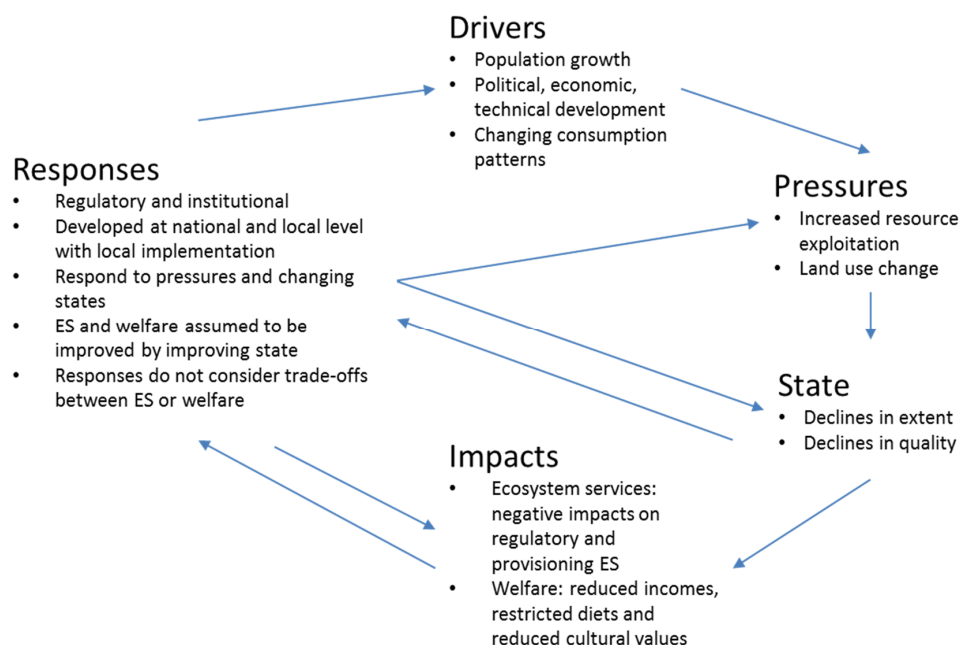 Drivers
• Population growth
• Political, economic,
technical development
• Changing consumption
patterns
Responses
• Regulatory and institutional
• Developed at national and local level
with local implementation
• Respond to pressures and changing
states
• ES and welfare assumed to be
improved by improving state
• Responses do not consider trade-offs
between ES or welfare
Pressures
• Increased resource
exploitation
• Land use change
State
• Declines in extent
• Declines in quality
Impacts
• Ecosystem services:
negative impacts on
regulatory and
provisioning ES
• Welfare: reduced incomes,
restricted diets and
reduced cultural values